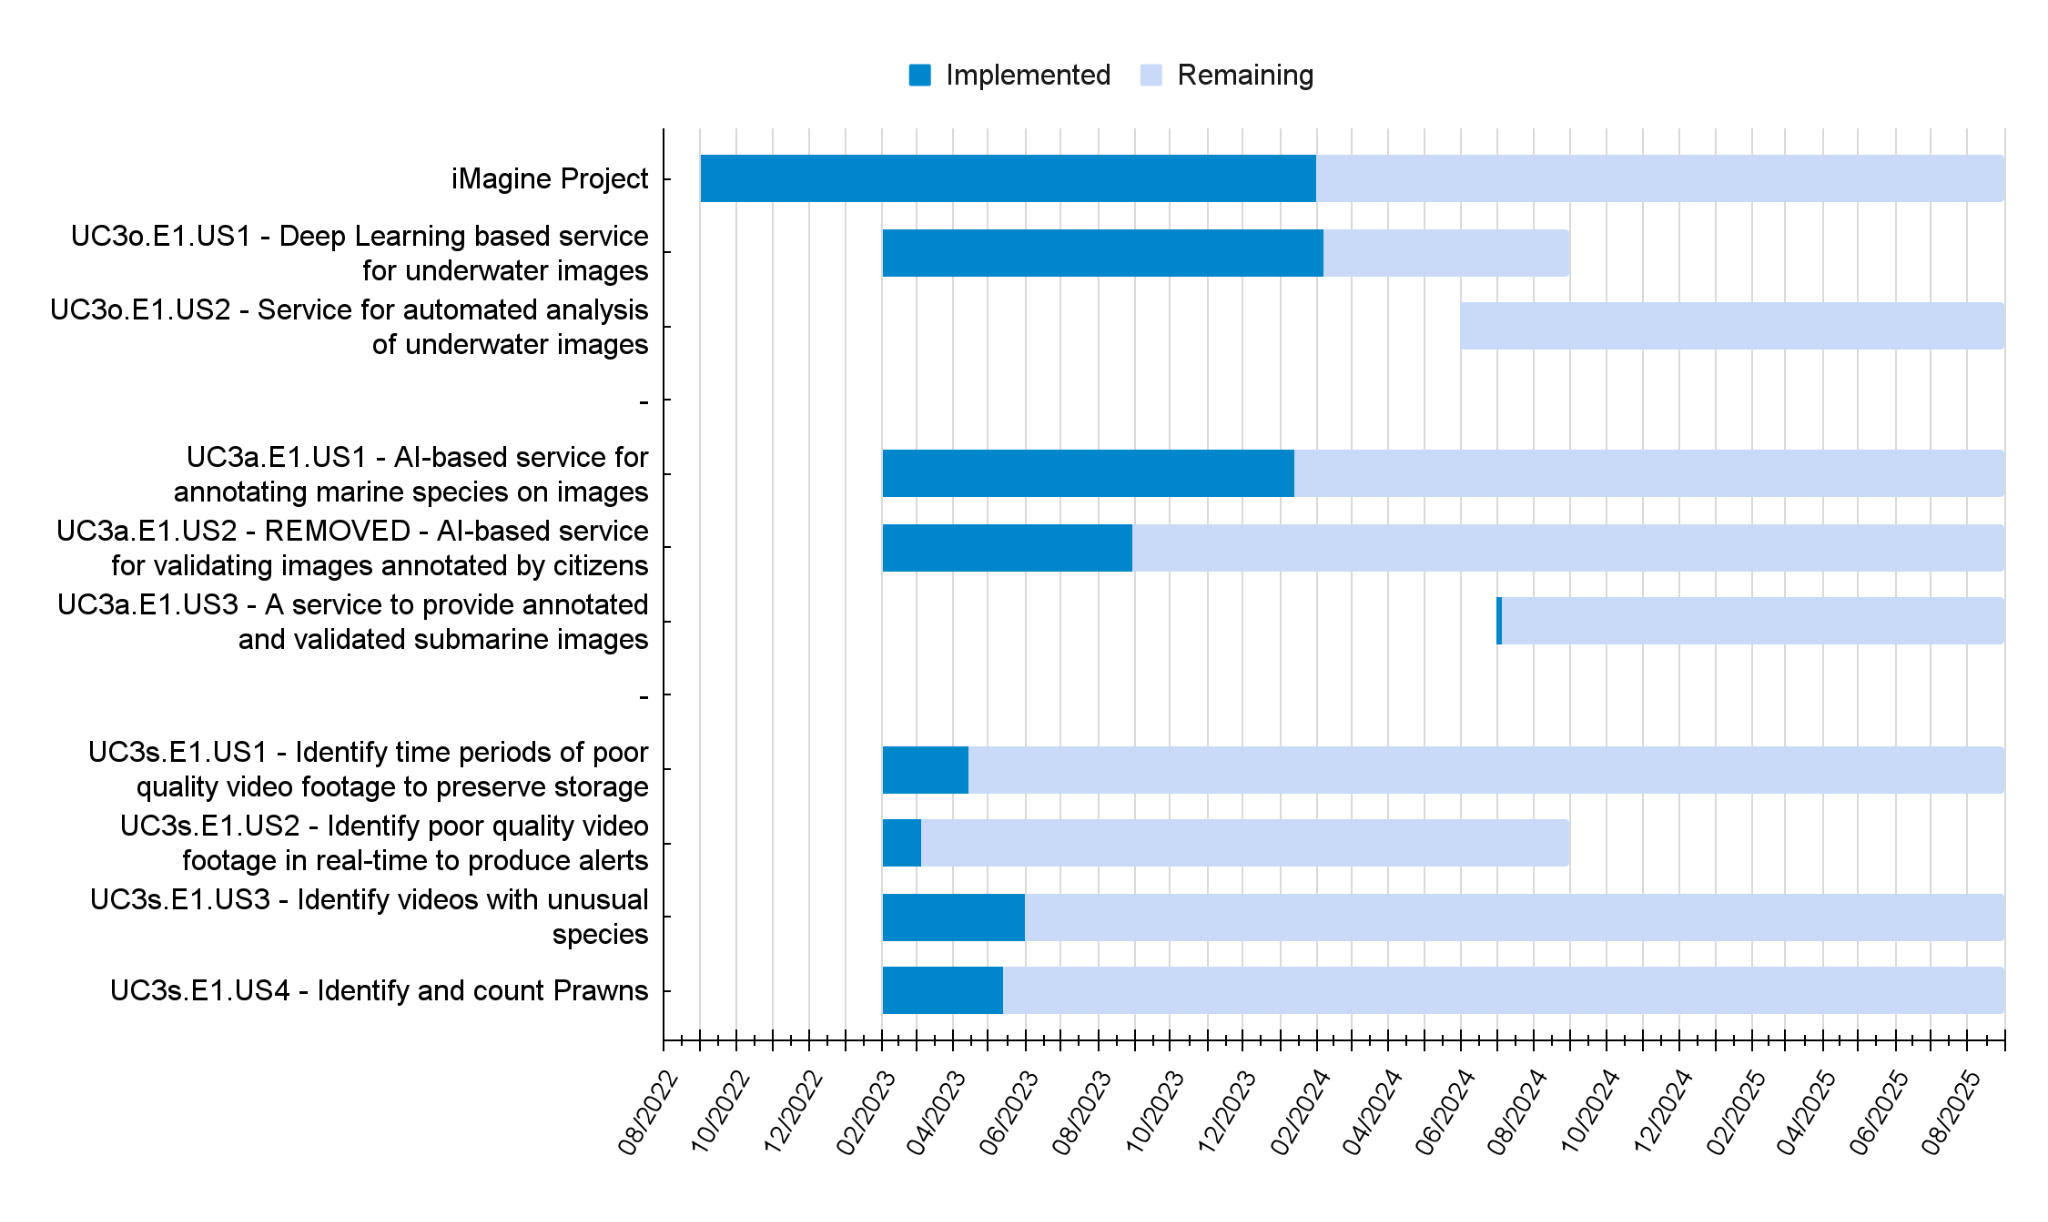 Implemented
Remaining
iMagine Project
UC3o.E1.US1 - Deep Learning based service
for underwater images
UC3o.E1.US2 - Service for automated analysis
of underwater images
-
UC3a.E1.US1 - AI-based service for
annotating marine species on images
UC3a.E1.US2 - REMOVED - AI-based service
for validating images annotated by citizens
UC3a.E1.US3 - A service to provide annotated
and validated submarine images
-
UC3s.E1.US1 - Identify time periods of poor
quality video footage to preserve storage
UC3s.E1.US2 - Identify poor quality video
footage in real-time to produce alerts
UC3s.E1.US3 - Identify videos with unusual
species
UC3s.E1.US4 - Identify and count Prawns
08/2022
10/2022
12/2022
02/2023
04/2023
06/2023
08/2023
10/2023
12/2023
02/2024
04/2024
06/2024
08/2024
10/2024
12/2024
02/2025
04/2025
06/2025
08/2025